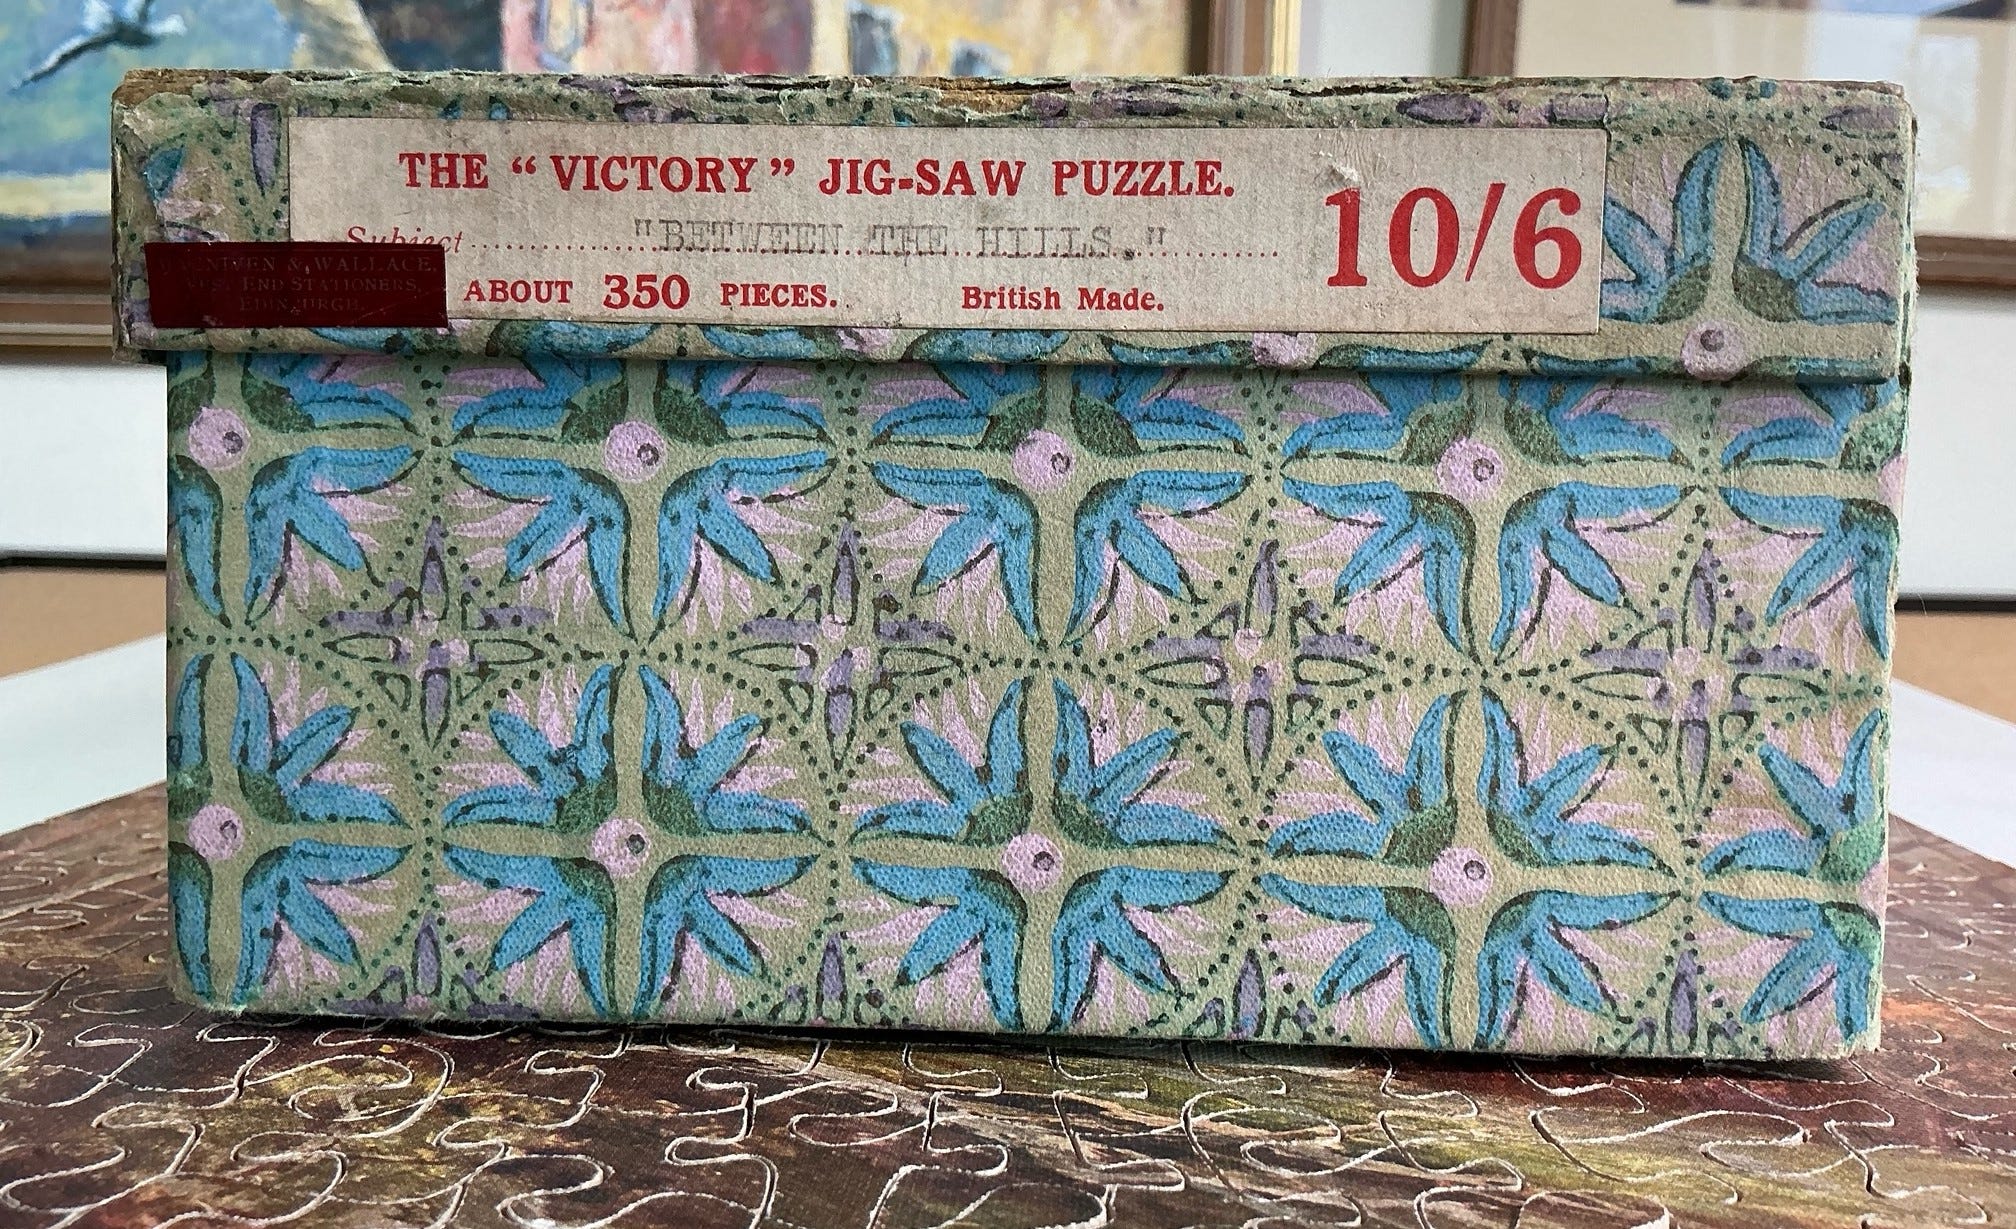 THE "VICTORY" JIG-SAW PUZZLE.
Subject "BETWEEN THE HILLS."
ABOUT 350 PIECES. British Made.
10/6
& WALLACE,
END STATIONERS,
EDINBURGH.